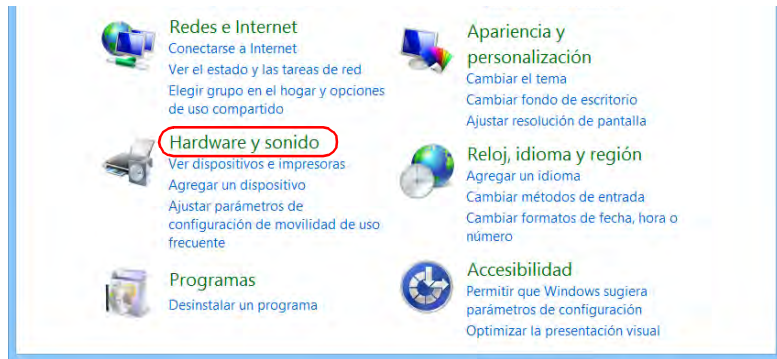 Redes e Internet
Conectarse a Internet
Ver el estado y las tareas de red
Elegir grupo en el hogar y opciones
de uso compartido
Hardware y sonido
Ver dispositivos e impresoras
Agregar un dispositivo
Ajustar parámetros de
configuración de movilidad de uso
frecuente
Programas
Desinstalar un programa
Apariencia y
personalización
Cambiar el tema
Cambiar fondo de escritorio
Ajustar resolución de pantalla
Reloj, idioma y región
Agregar un idioma
Cambiar métodos de entrada
Cambiar formatos de fecha, hora o
número
Accesibilidad
Permitir que Windows sugiera
parámetros de configuración
Optimizar la presentación visual